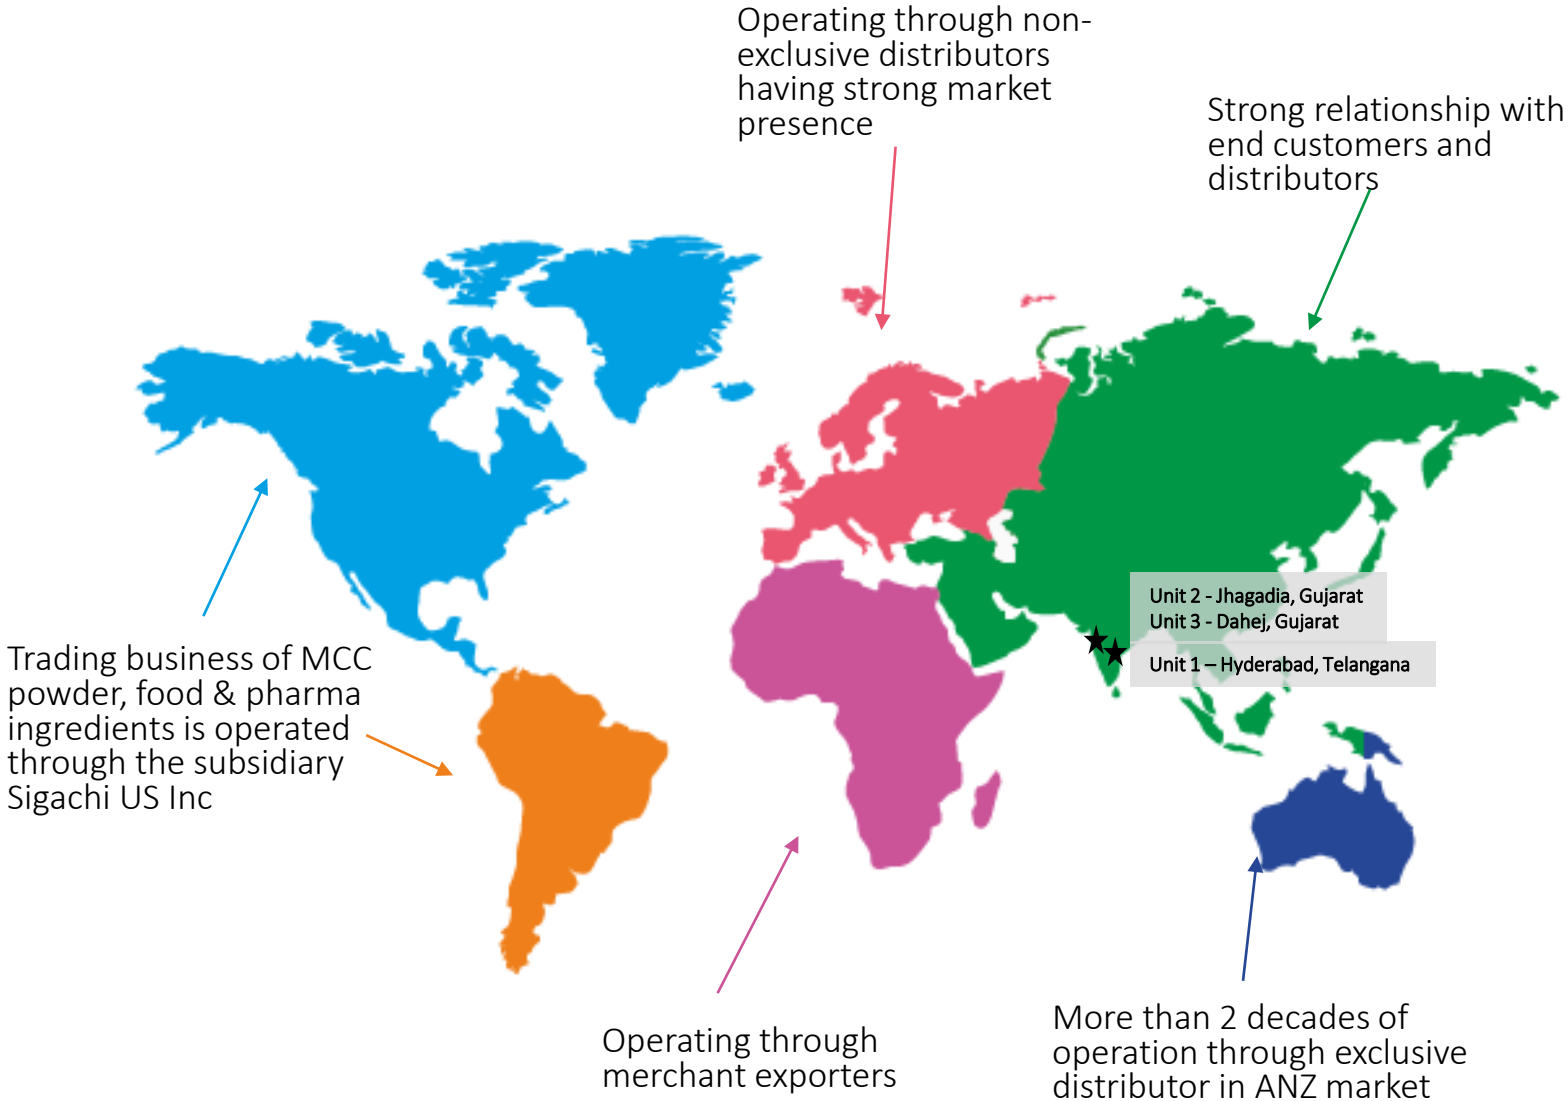 Operating through non-
exclusive distributors
having strong market
presence
Strong relationship with
end customers and
distributors
Unit 2 - Jhagadia, Gujarat
Unit 3 - Dahej, Gujarat
Unit 1 – Hyderabad, Telangana
Trading business of MCC
powder, food & pharma
ingredients is operated
through the subsidiary
Sigachi US Inc
Operating through
merchant exporters
More than 2 decades of
operation through exclusive
distributor in ANZ market